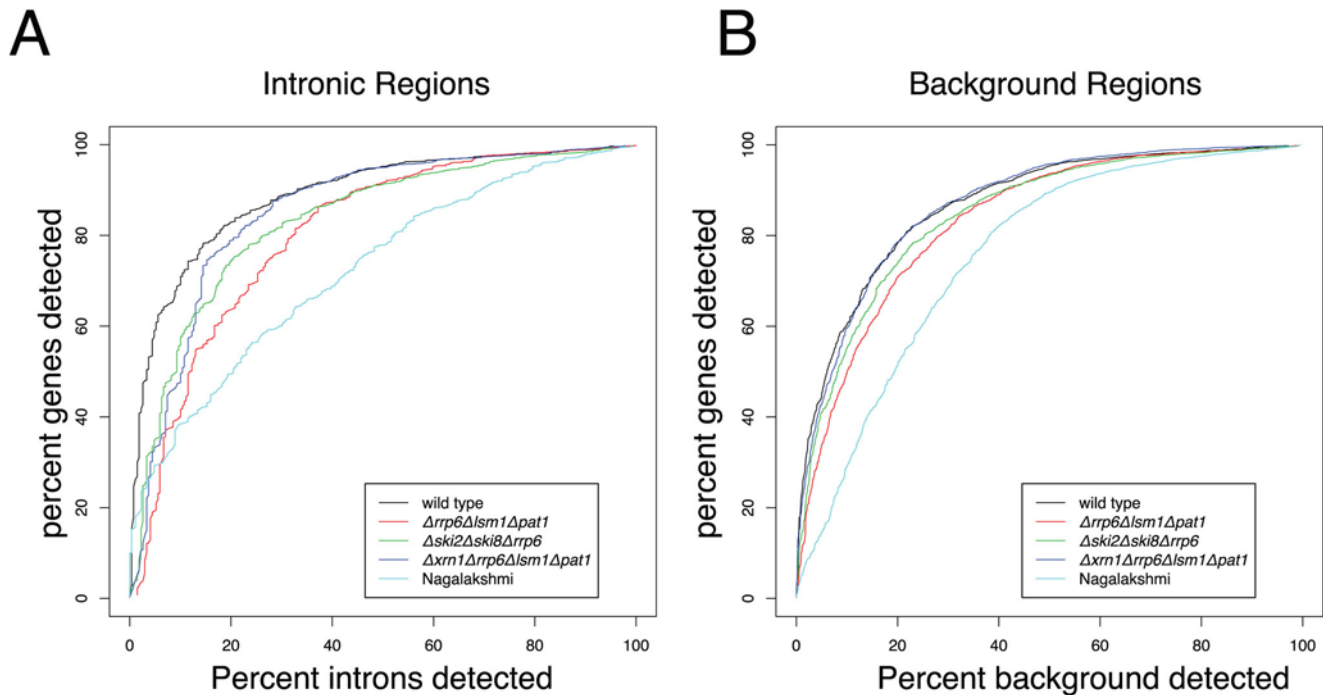 A
Intronic Regions
percent genes detected
100
80
60
40
20
0
wild type
Δrrp6Δlsm1Δpat1
Δski2Δski8Δrrp6
Δxrn1Δrrp6Δlsm1Δpat1
Nagalakshmi
0 20 40 60 80 100
Percent introns detected
B
Background Regions
percent genes detected
100
80
60
40
20
0
wild type
Δrrp6Δlsm1Δpat1
Δski2Δski8Δrrp6
Δxrn1Δrrp6Δlsm1Δpat1
Nagalakshmi
0 20 40 60 80 100
Percent background detected